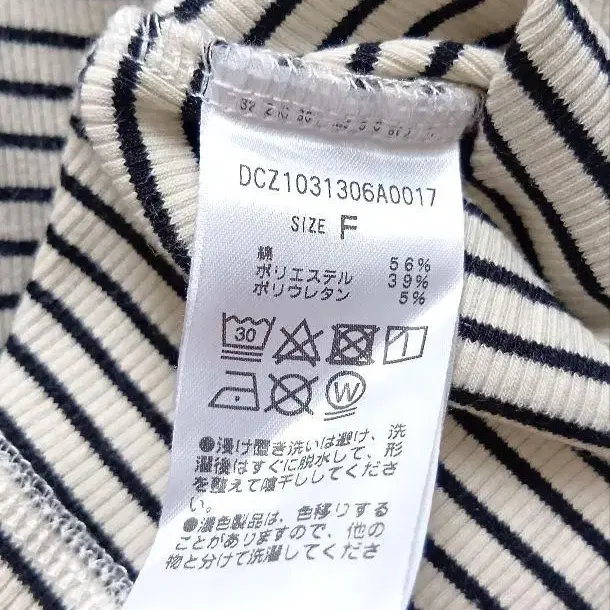 DCZ1031306A0017
SIZE F
綿 56%
ポリエステル 39%
ポリウレタン 5%
30
W
●浸け置き洗いは避け、洗
濯後はすぐに脱水して、形
を整えて陰干ししてくださ
い。
●濃色製品は、色移りする
ことがありますので、他の
物と分けて洗濯してくださ